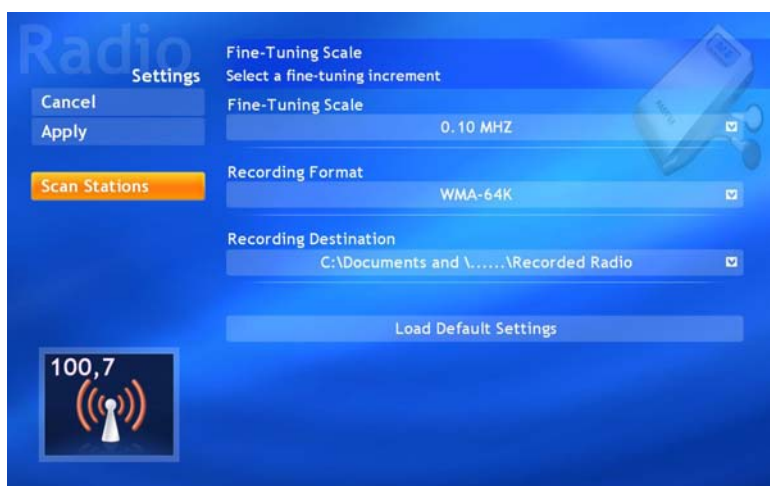 Radio
Settings
Cancel
Apply
Scan Stations
Fine-Tuning Scale
Select a fine-tuning increment
Fine-Tuning Scale
0.10 MHZ
Recording Format
WMA-64K
Recording Destination
C:\Documents and \......\Recorded Radio
Load Default Settings
100,7